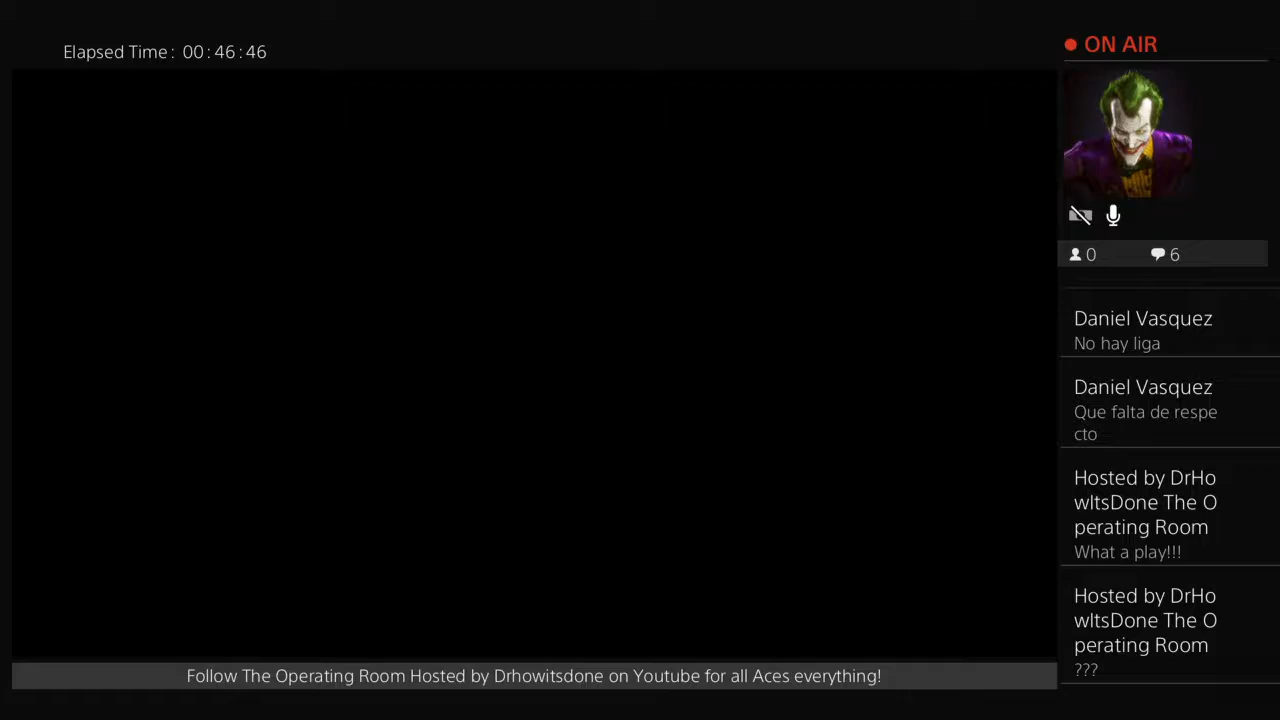 Elapsed Time: 00:46:46
ON AIR
0 6
Daniel Vasquez
No hay liga
Daniel Vasquez
Que falta de respe
cto
Hosted by DrHo
wItsDone The O
perating Room
What a play!!!
Hosted by DrHo
wItsDone The O
perating Room
???
Follow The Operating Room Hosted by Drhowitsdone on Youtube for all Aces everything!